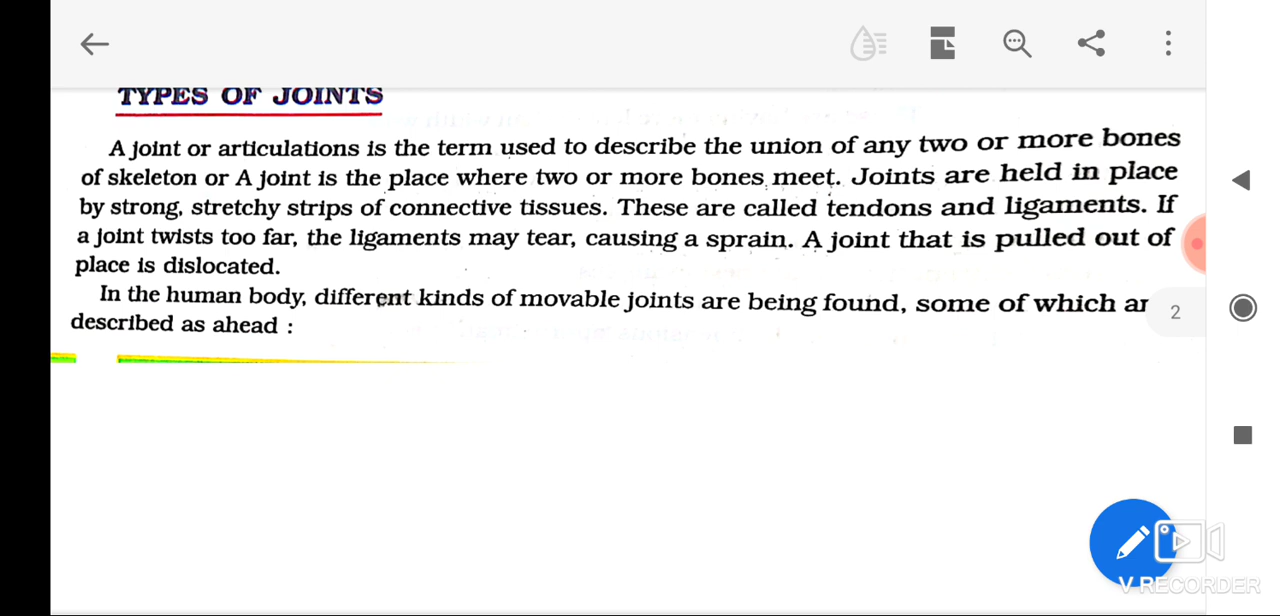 TYPES OF JOINTS
A joint or articulations is the term used to describe the union of any two or more bones
of skeleton or A joint is the place where two or more bones meet. Joints are held in place
by strong, stretchy strips of connective tissues. These are called tendons and ligaments. If
a joint twists too far, the ligaments may tear, causing a sprain. A joint that is pulled out of
place is dislocated.
In the human body, different kinds of movable joints are being found, some of which ar
2
described as ahead :
V RECORDER